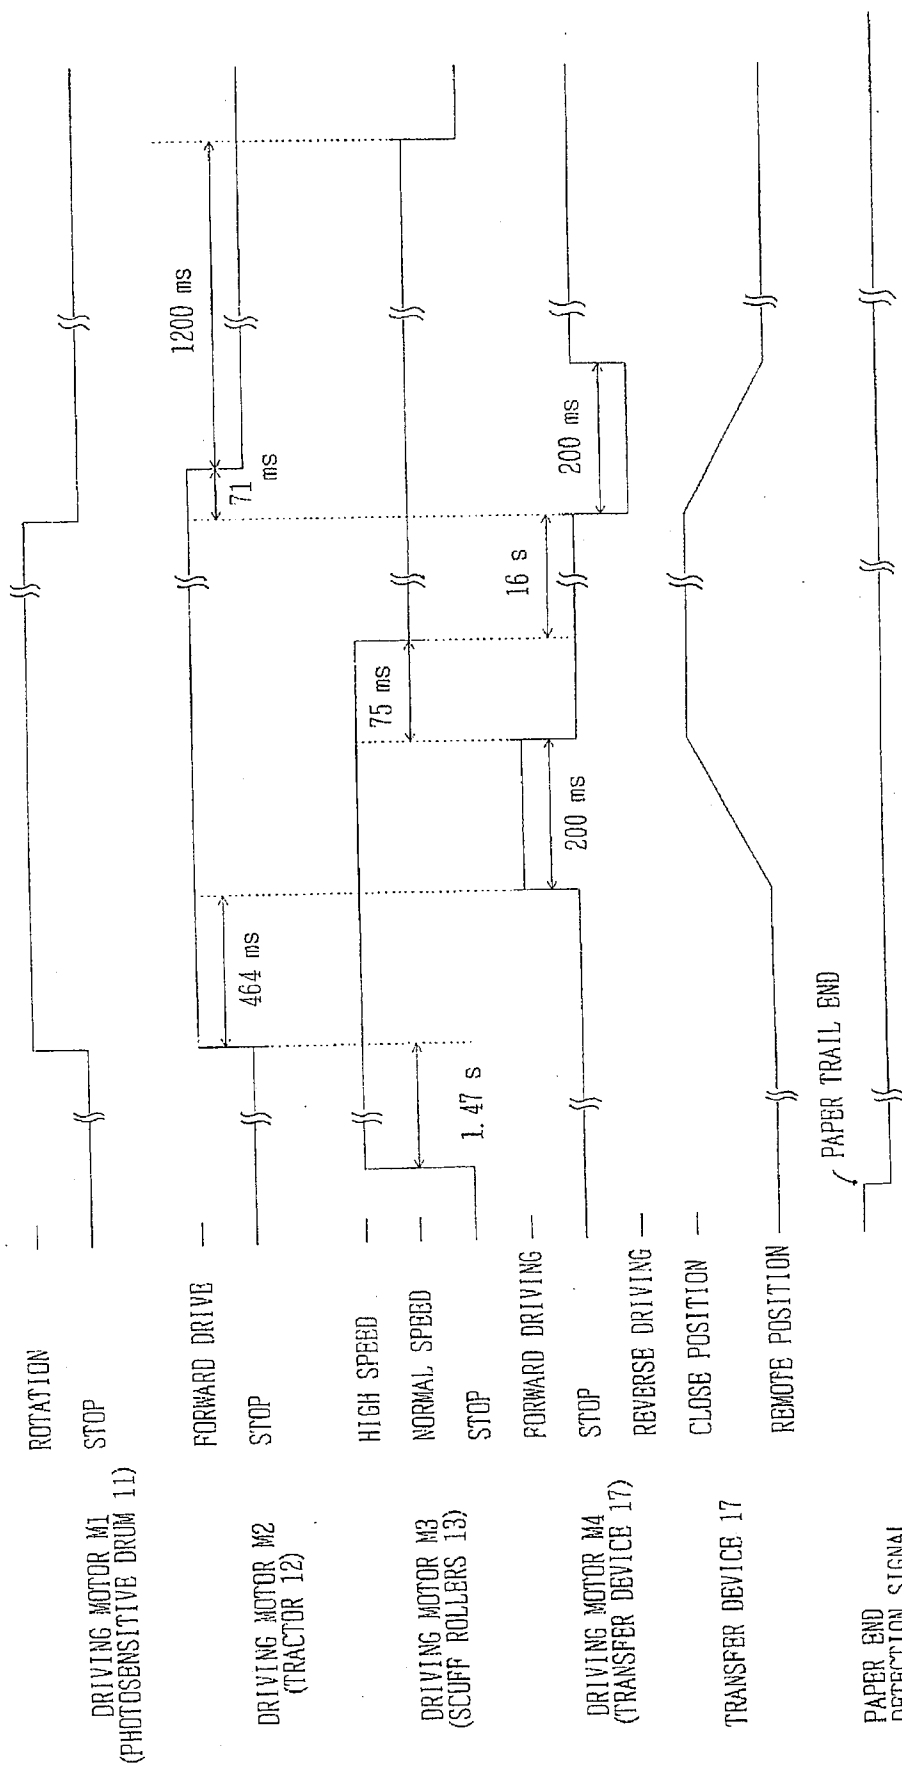 DRIVING MOTOR M1
(PHOTOSENSITIVE DRUM 11)
ROTATION
STOP
DRIVING MOTOR M2
(TRACTOR 12)
FORWARD DRIVE
STOP
464 ms
71
ms
1200 ms
DRIVING MOTOR M3
(SCUFF ROLLERS 13)
HIGH SPEED
NORMAL SPEED
STOP
1.47 s
75 ms
DRIVING MOTOR M4
(TRANSFER DEVICE 17)
FORWARD DRIVING
STOP
REVERSE DRIVING
200 ms
16 s
200 ms
TRANSFER DEVICE 17
CLOSE POSITION
REMOTE POSITION
PAPER END
DETECTION SIGNAL
PAPER TRAIL END